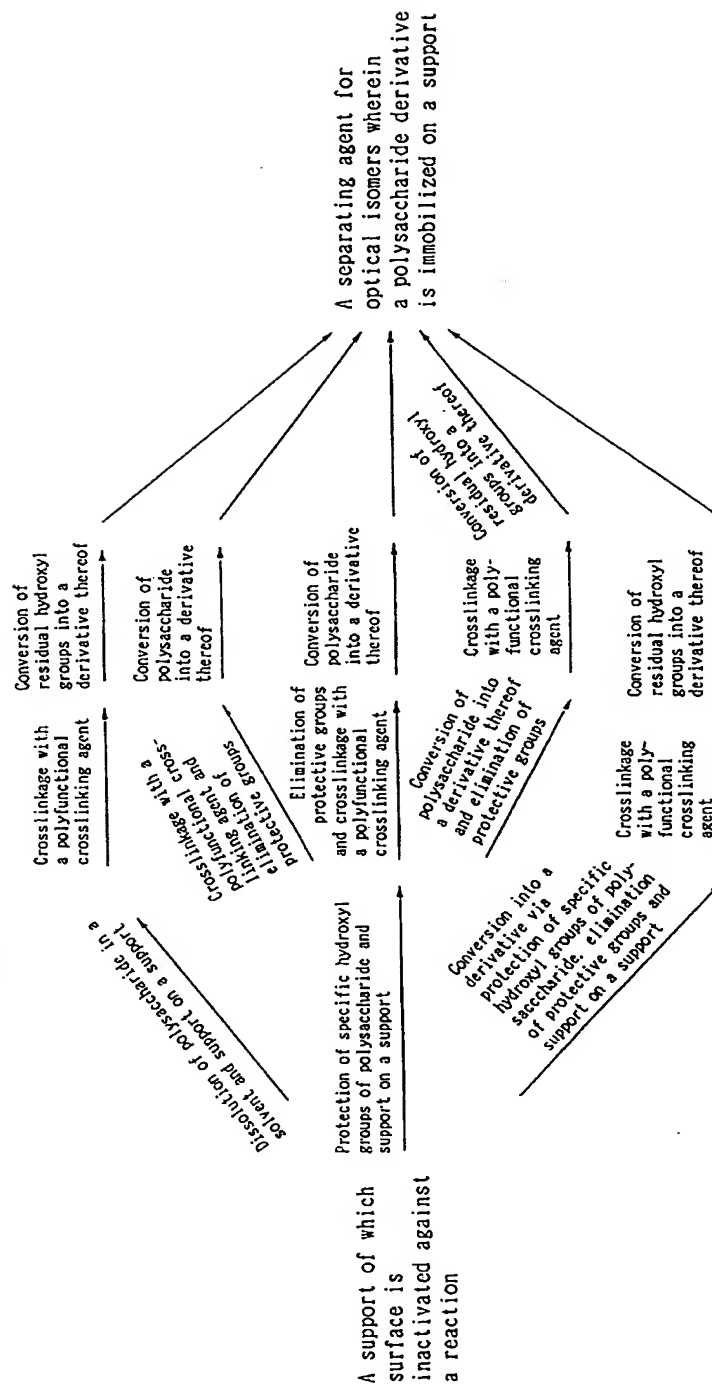 A support of which
surface is
inactivated against
a reaction
Dissolution of polysaccharide in a
solvent and support on a support
Crosslinkage with
a polyfunctional
crosslinking agent
Conversion of
residual hydroxyl
groups into a
derivative thereof
Protection of specific hydroxyl
groups of polysaccharide and
support on a support
Crosslinkage with a
polyfunctional cross-
linking agent and
elimination of
protective groups
Conversion of
polysaccharide
into a derivative
thereof
Elimination of
protective groups
and crosslinkage with
a polyfunctional
crosslinking agent
Conversion of
polysaccharide
into a derivative
thereof
Conversion of
polysaccharide into
a derivative thereof
and elimination of
protective groups
Crosslinkage
with a poly-
functional
crosslinking
agent
Conversion of
residual hydroxyl
groups into a
derivative thereof
Conversion into a
derivative via
protection of specific
hydroxyl groups of poly-
sacccharide, elimination
of protective groups and
support on a support
Crosslinkage
with a poly-
functional
crosslinking
agent
Conversion of
residual hydroxyl
groups into a
derivative thereof
A separating agent for
optical isomers wherein
a polysaccharide derivative
is immobilized on a support